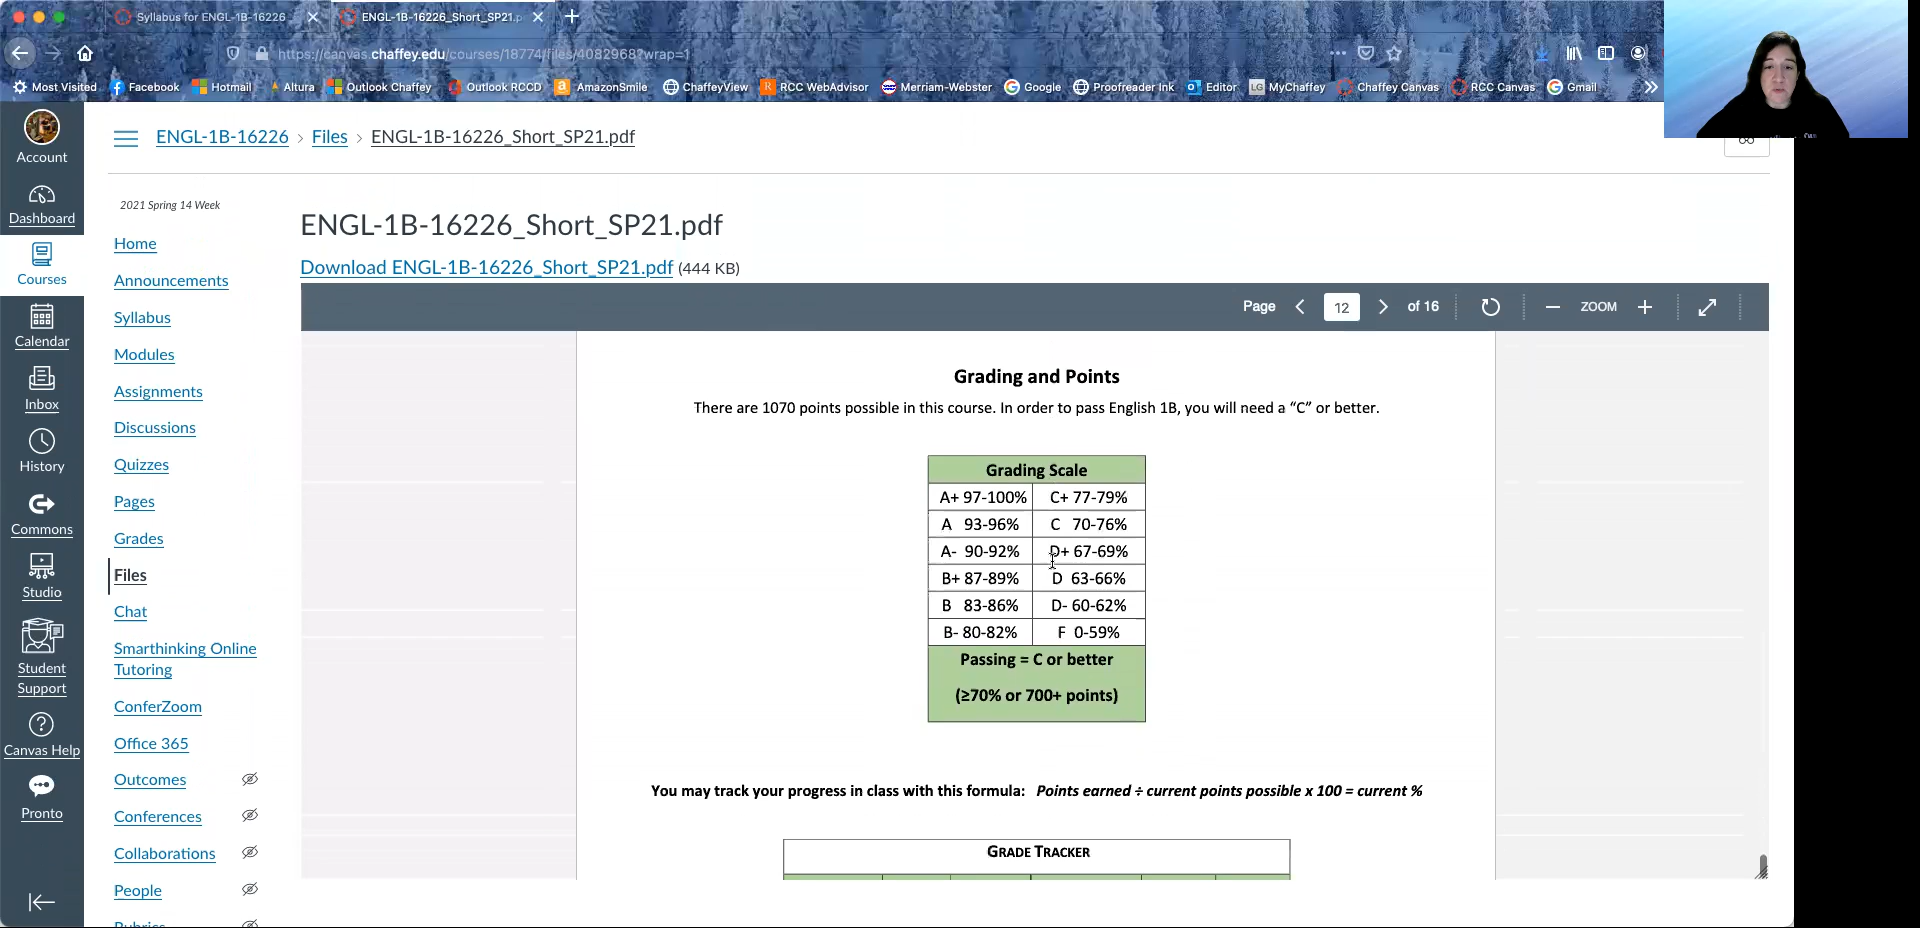 Syllabus for ENGL-1B-16226
ENGL-1B-16226_Short_SP21.p
https://canvas.chaffey.edu/courses/18774/files/4082968?wrap=1
Most Visited Facebook Hotmail Altura Outlook Chaffey Outlook RCCD AmazonSmile ChaffeyView RCC WebAdvisor Merriam-Webster Google Proofreader Ink Editor MyChaffey Chaffey Canvas RCC Canvas Gmail
Account
Dashboard
Courses
Calendar
Inbox
History
Commons
Studio
Student
Support
Canvas Help
Pronto
ENGL-1B-16226 › Files › ENGL-1B-16226_Short_SP21.pdf
2021 Spring 14 Week
Home
Announcements
Syllabus
Modules
Assignments
Discussions
Quizzes
Pages
Grades
Files
Chat
Smarthinking Online
Tutoring
ConferZoom
Office 365
Outcomes
Conferences
Collaborations
People
Rubrics
ENGL-1B-16226_Short_SP21.pdf
Download ENGL-1B-16226_Short_SP21.pdf (444 KB)
Page 12 of 16 ZOOM
Grading and Points
There are 1070 points possible in this course. In order to pass English 1B, you will need a “C” or better.
Grading Scale
A+ 97-100% C+ 77-79%
A 93-96% C 70-76%
A- 90-92% D+ 67-69%
B+ 87-89% D 63-66%
B 83-86% D- 60-62%
B- 80-82% F 0-59%
Passing = C or better
(≥70% or 700+ points)
You may track your progress in class with this formula: Points earned ÷ current points possible x 100 = current %
GRADE TRACKER